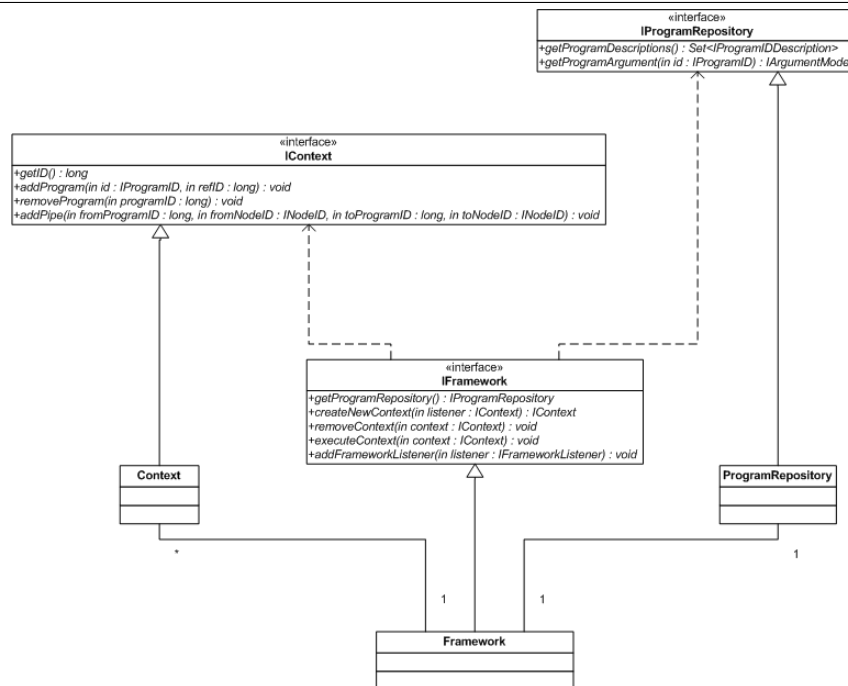 «interface»
IProgramRepository
+getProgramDescriptions() : Set<IProgramIDDescription>
+getProgramArgument(in id : IProgramID) : IArgumentMode
«interface»
IContext
+getID() : long
+addProgram(in id : IProgramID, in refID : long) : void
+removeProgram(in programID : long) : void
+addPipe(in fromProgramID : long, in fromNodeID : INodeID, in toProgramID : long, in toNodeID : INodeID) : void
«interface»
IFramework
+getProgramRepository() : IProgramRepository
+createNewContext(in listener : IContext) : IContext
+removeContext(in context : IContext) : void
+executeContext(in context : IContext) : void
+addFrameworkListener(in listener : IFrameworkListener) : void
Context
ProgramRepository
*
1
1
1
Framework